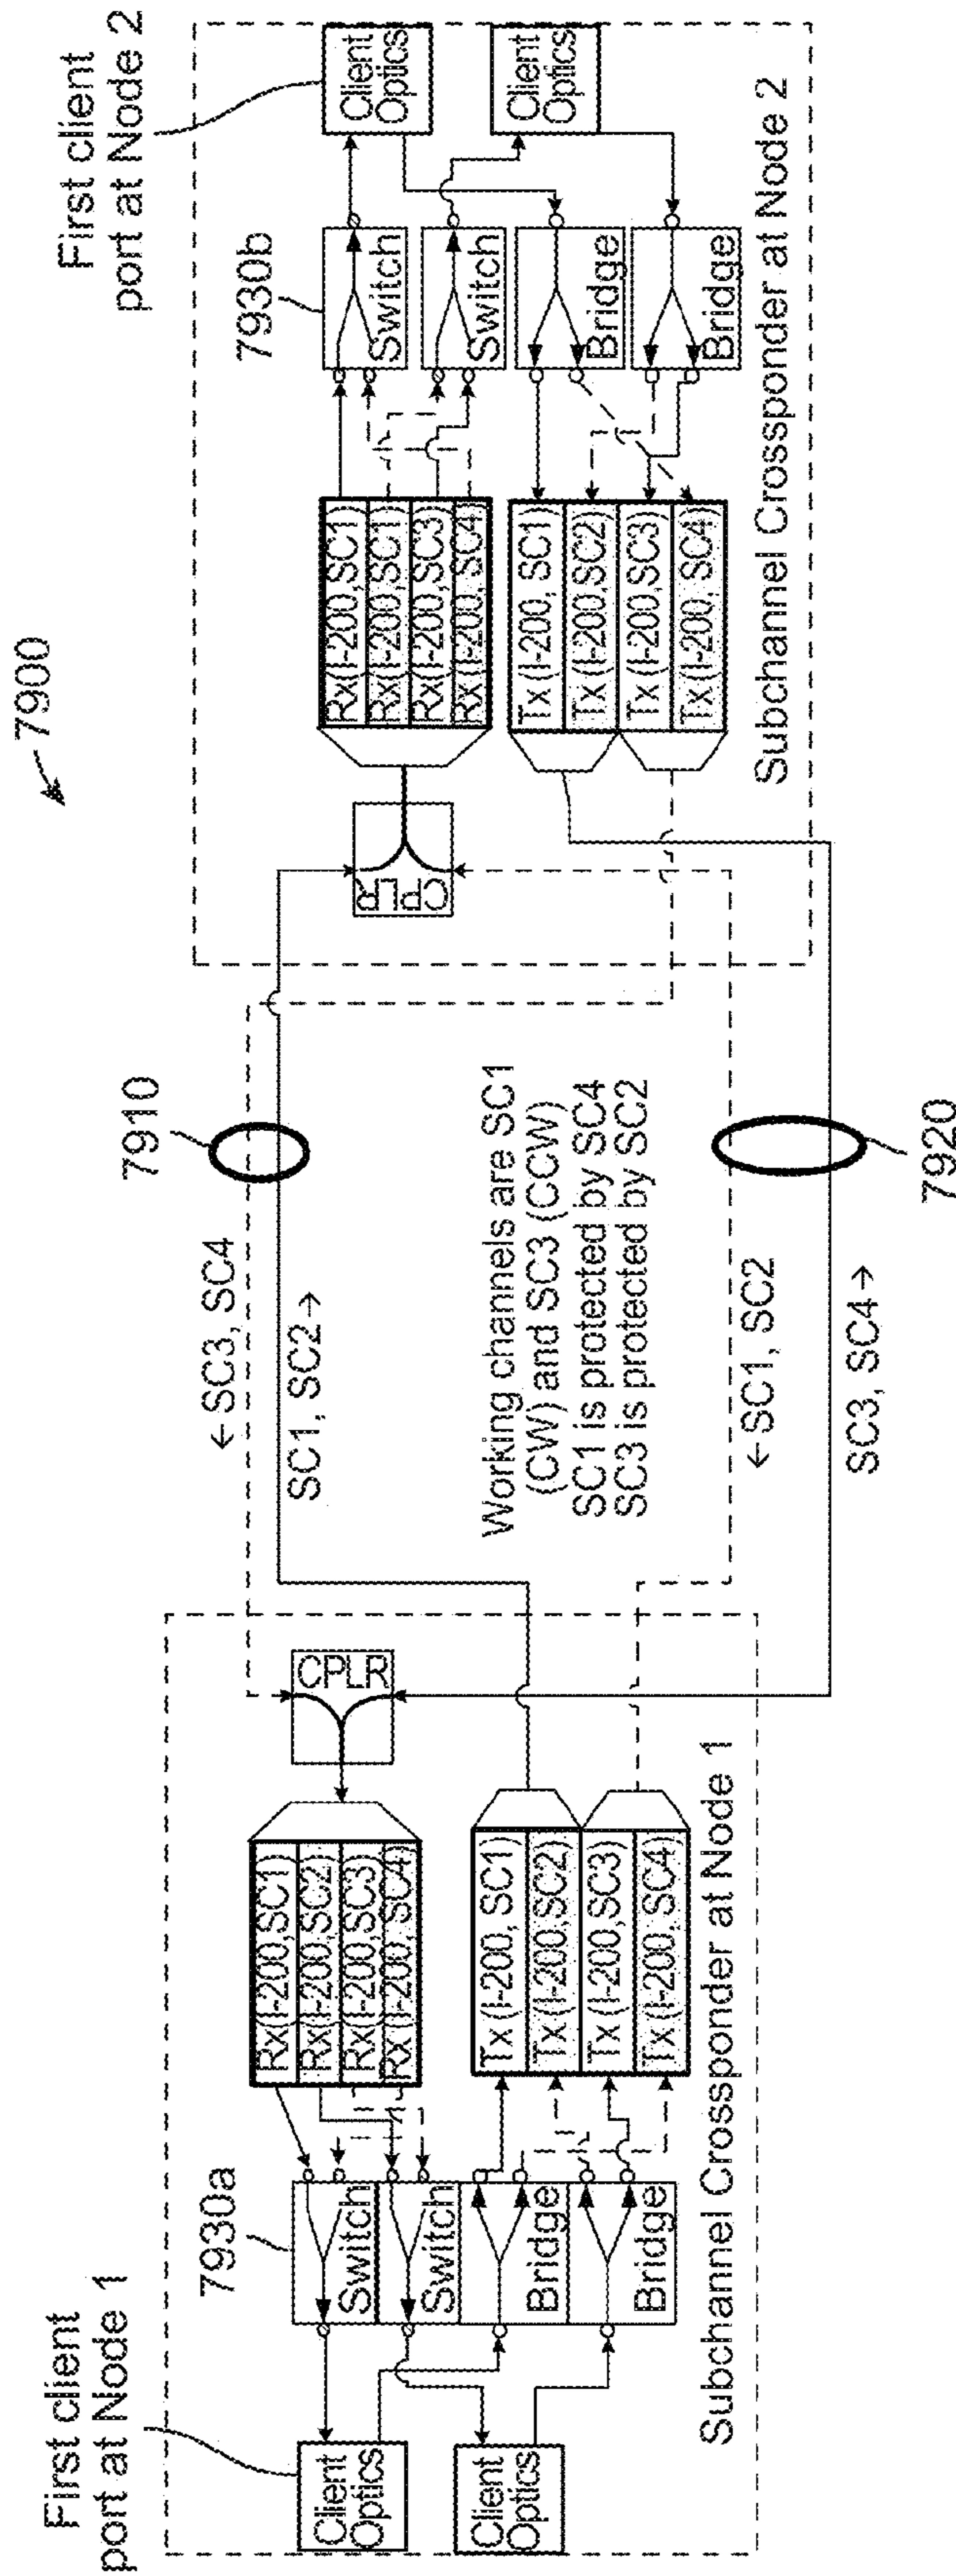 7900
First client
port at Node 1
7930a
Client
Optics
Client
Optics
Switch
Switch
Bridge
Bridge
Rx(I-200,SC1)
Rx(I-200,SC2)
Rx(I-200,SC3)
Rx (I-200, SC4)
Tx (I-200, SC1)
Tx (I-200,SC2)
Tx (I-200,SC3)
Tx (I-200, SC4)
CPLR
Subchannel Crossponder at Node 1
7910
←SC3, SC4
SC1, SC2→
Working channels are SC1
(CW) and SC3 (CCW)
SC1 is protected by SC4
SC3 is protected by SC2
←SC1, SC2
SC3, SC4→
7920
First client
port at Node 2
7930b
CPLR
Rx(I-200,SC1)
Rx(I-200,SC1)
Rx(I-200,SC3)
Rx(I-200,SC4)
Tx (I-200, SC1)
Tx (I-200,SC2)
Tx (I-200,SC3)
Tx (I-200, SC4)
Switch
Switch
Bridge
Bridge
Client
Optics
Client
Optics
Subchannel Crossponder at Node 2